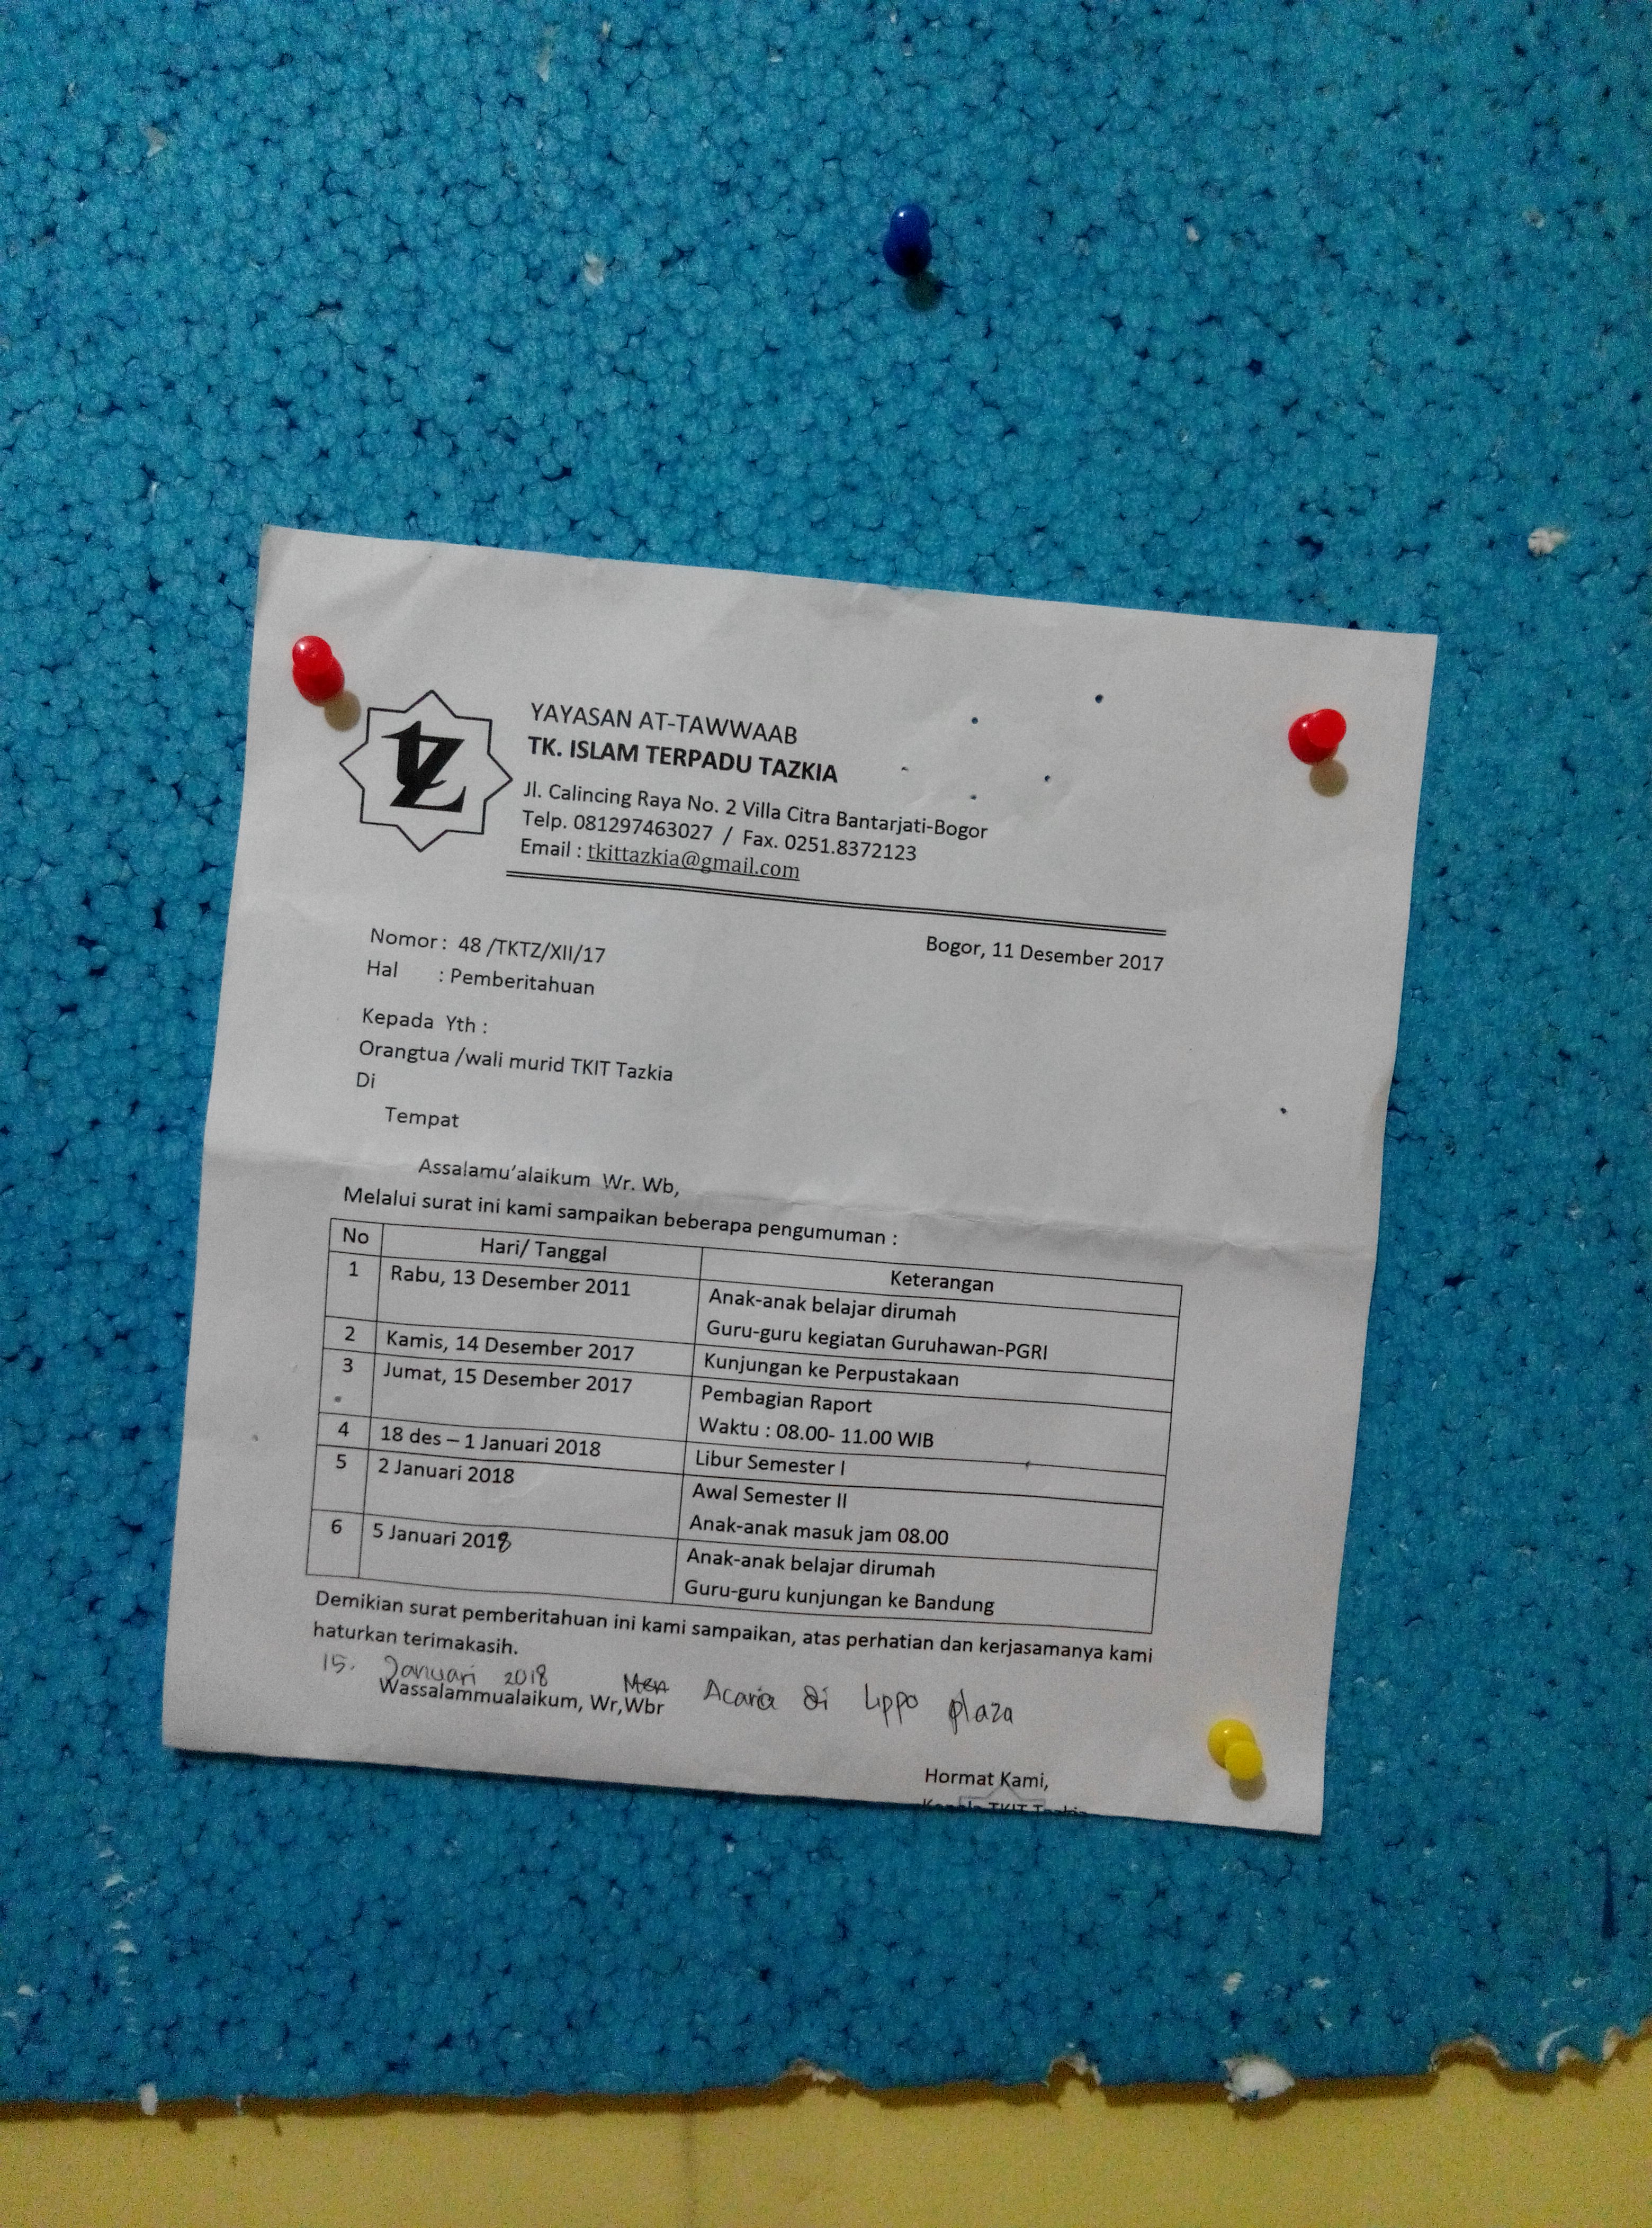 TZ
YAYASAN AT-TAWWAAB
TK. ISLAM TERPADU TAZKIA
Jl. Calincing Raya No. 2 Villa Citra Bantarjati-Bogor
Telp. 081297463027 / Fax. 0251.8372123
Email : tkittazkia@gmail.com
Nomor : 48 /TKTZ/XII/17 Bogor, 11 Desember 2017
Hal : Pemberitahuan
Kepada Yth :
Orangtua /wali murid TKIT Tazkia
Di
Tempat
Assalamu'alaikum Wr. Wb,
Melalui surat ini kami sampaikan beberapa pengumuman :
No Hari/ Tanggal Keterangan
1 Rabu, 13 Desember 2011 Anak-anak belajar dirumah
Guru-guru kegiatan Guruhawan-PGRI
2 Kamis, 14 Desember 2017 Kunjungan ke Perpustakaan
3 Jumat, 15 Desember 2017 Pembagian Raport
Waktu : 08.00- 11.00 WIB
4 18 des – 1 Januari 2018 Libur Semester I
5 2 Januari 2018 Awal Semester II
Anak-anak masuk jam 08.00
6 5 Januari 2018 Anak-anak belajar dirumah
Guru-guru kunjungan ke Bandung
Demikian surat pemberitahuan ini kami sampaikan, atas perhatian dan kerjasamanya kami
haturkan terimakasih.
15. Januari 2018 Men Acara di Lippo plaza
Wassalammualaikum, Wr,Wbr
Hormat Kami,
Kepala TKIT Tazkia